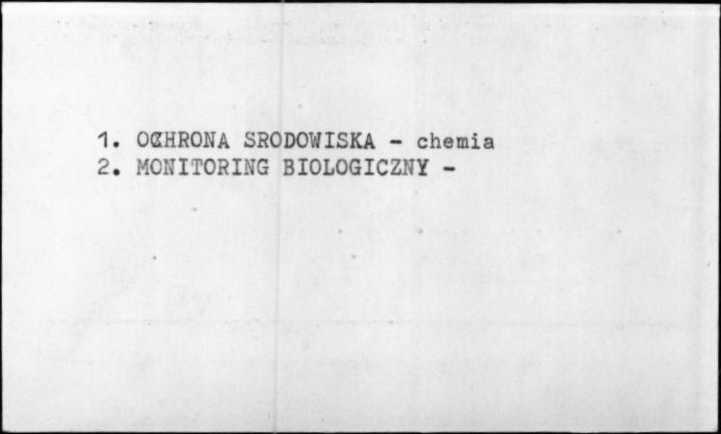 1. OCHRONA SRODOWISKA - chemia
2. MONITORING BIOLOGICZNY -